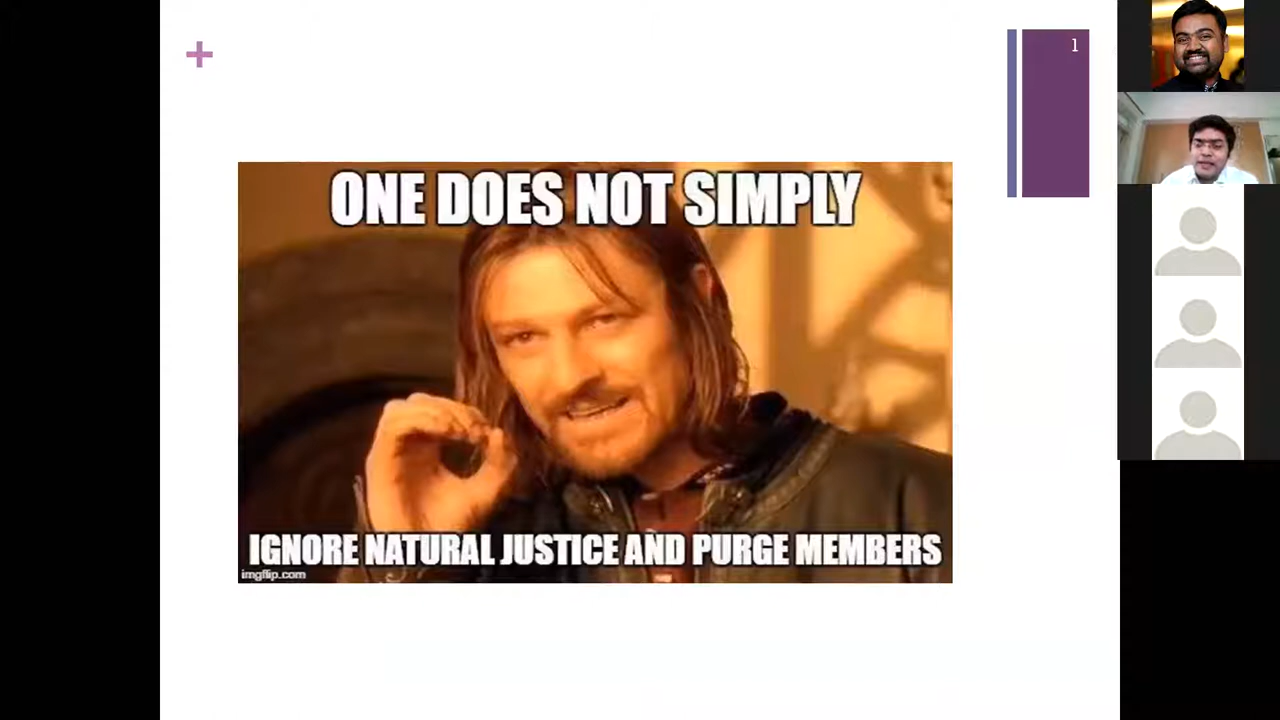 1
ONE DOES NOT SIMPLY
IGNORE NATURAL JUSTICE AND PURGE MEMBERS
imgflip.com